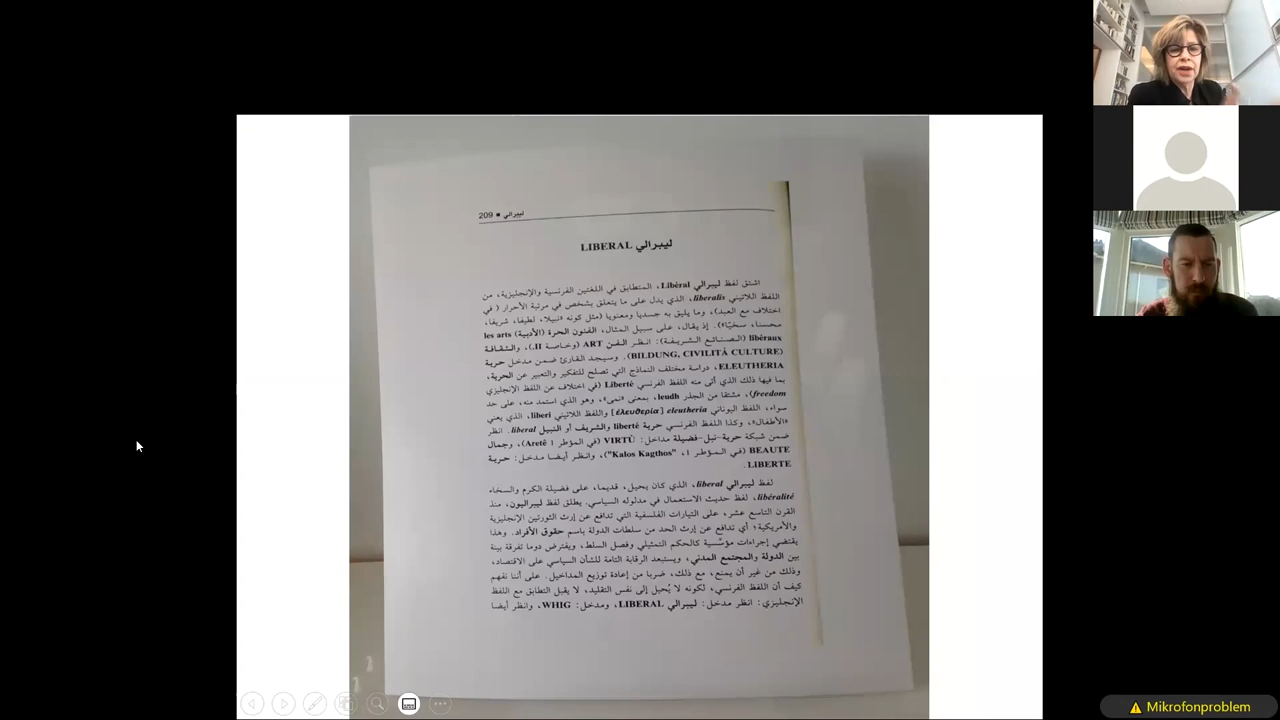 ليبرالي ■ 209
ليبرالي LIBERAL
اشتق لفظ ليبرالي Libéral، المتطابق في اللغتين الفرنسية والإنجليزية، من
اللفظ اللاتيني liberalis، الذي يدل على ما يتعلق بشخص في مرتبة الأحرار ( في
اختلاف مع العبد)، وما يليق به جسديا ومعنويا (مثل كونه «نبيلا، لطيفا، شريفا،
محسنا، سخيًا»). إذ يقال، على سبيل المثال، الفنون الحرة (الأدبية) les arts
libéraux (الصنائع الشريفة): انظر الفن ART (وخاصة II.)، والثقافة
(BILDUNG, CIVILITÀ CULTURE). وسيجد القارئ ضمن مدخل حرية
ELEUTHERIA، دراسة مختلف النماذج التي تصلح للتفكير والتعبير عن الحرية،
بما فيها ذلك الذي أتى منه اللفظ الفرنسي Liberté (في اختلاف عن اللفظ الإنجليزي
freedom)، مشتقا من الجذر leudh، بمعنى «نمى»، وهو الذي استمد منه، على حد
سواء، اللفظ اليوناني eleutheria [ἐλευθερία] واللفظ اللاتيني liberi، الذي يعني
«الأطفال»، وكذا اللفظ الفرنسي حرية liberté والشريف أو النبيل liberal. انظر
ضمن شبكة حرية-نبل-فضيلة مداخل: VIRTÙ (في المؤطر 1 Aretê)، وجمال
BEAUTE (في المؤطر 1، "Kalos Kagthos")، وانظر أيضا مدخل: حرية
LIBERTE.
لفظ ليبرالي liberal، الذي كان يحيل، قديما، على فضيلة الكرم والسخاء
libéralité، لفظ حديث الاستعمال في مدلوله السياسي. يطلق لفظ ليبراليون، منذ
القرن التاسع عشر، على التيارات الفلسفية التي تدافع عن إرث الثورتين الإنجليزية
والأمريكية؛ أي تدافع عن إرث الحد من سلطات الدولة باسم حقوق الأفراد. وهذا
يقتضي إجراءات مؤسّسية كالحكم التمثيلي وفصل السلط، ويفترض دوما تفرقة بينة
بين الدولة والمجتمع المدني، ويستبعد الرقابة التامة للشأن السياسي على الاقتصاد،
وذلك من غير أن يمنع، مع ذلك، ضربا من إعادة توزيع المداخيل. على أننا نفهم
كيف أن اللفظ الفرنسي، لكونه لا يُحيل إلى نفس التقليد، لا يقبل التطابق مع اللفظ
الإنجليزي: انظر مدخل: ليبرالي LIBERAL، ومدخل: WHIG، وانظر أيضا
Mikrofonproblem